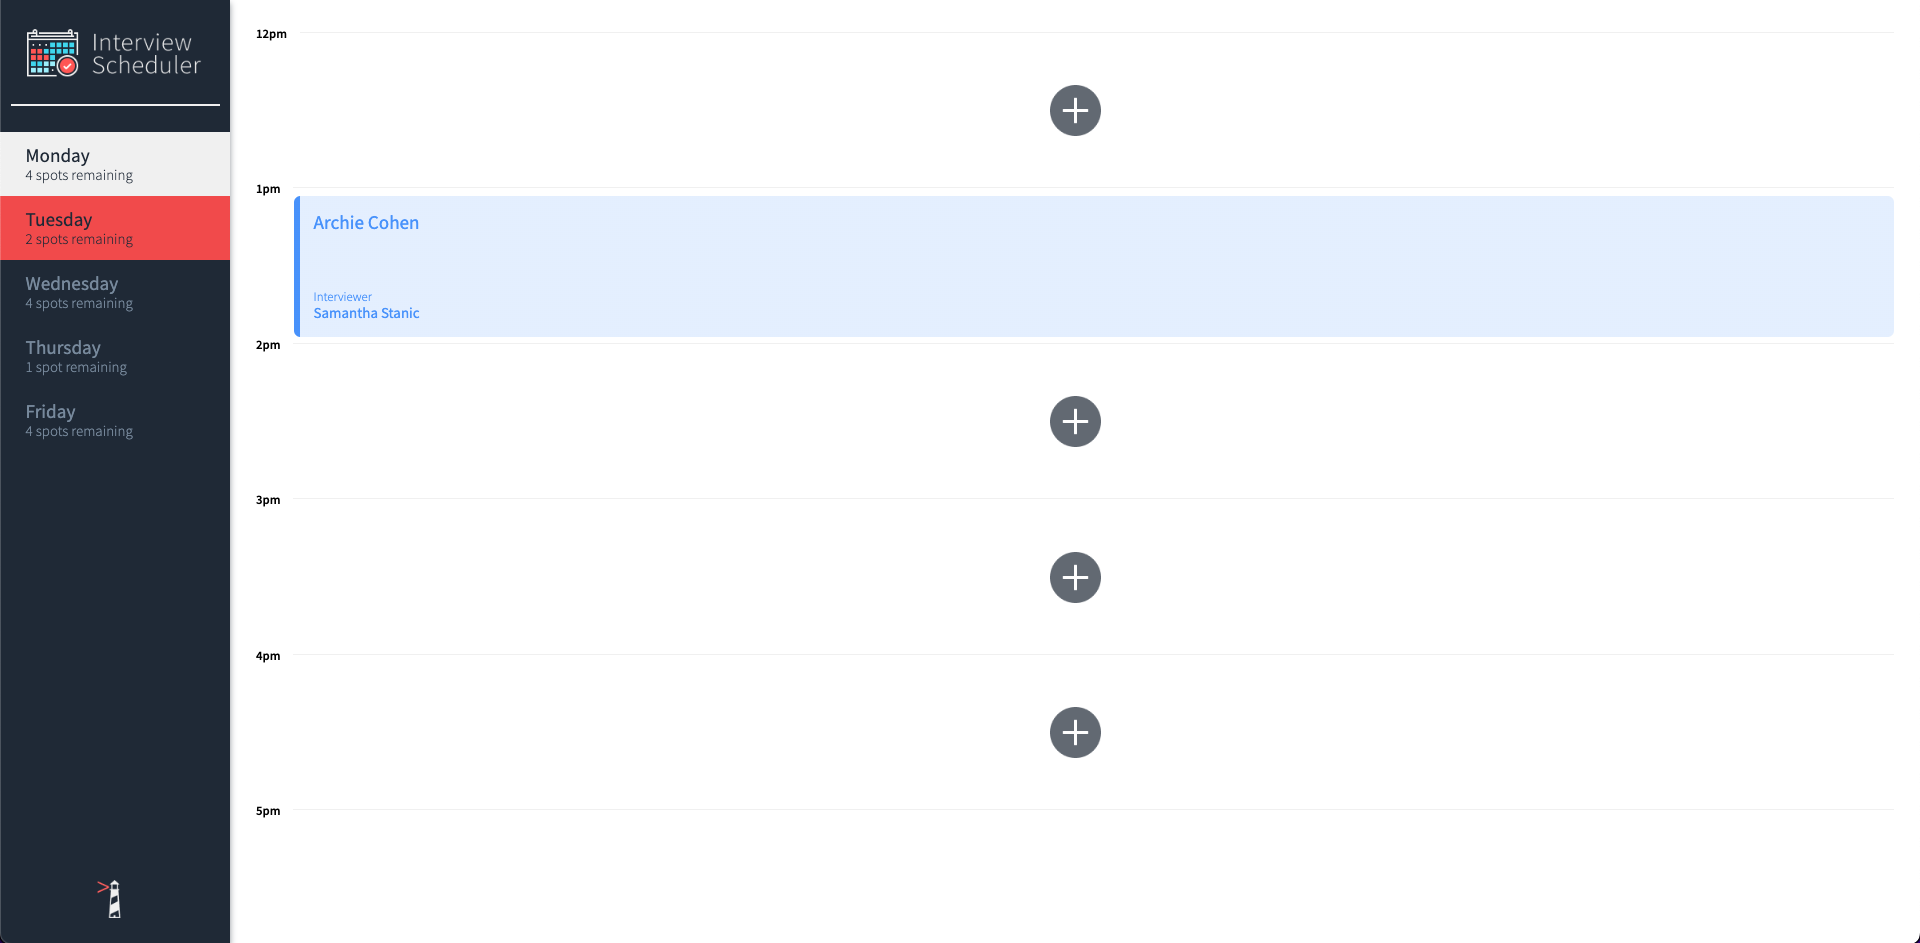 Interview
Scheduler
Monday
4 spots remaining
Tuesday
2 spots remaining
Wednesday
4 spots remaining
Thursday
1 spot remaining
Friday
4 spots remaining
12pm
1pm
Archie Cohen
Interviewer
Samantha Stanic
2pm
3pm
4pm
5pm